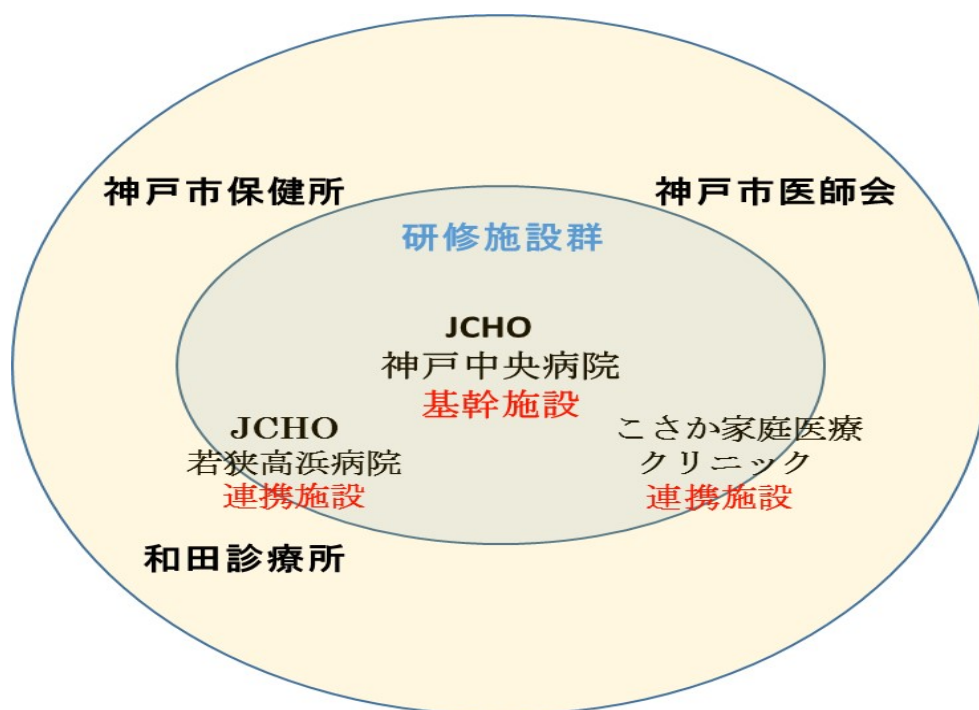 神戸市保健所
神戸市医師会
研修施設群
JCHO
神戸中央病院
基幹施設
JCHO
若狭高浜病院
連携施設
こさか家庭医療
クリニック
連携施設
和田診療所